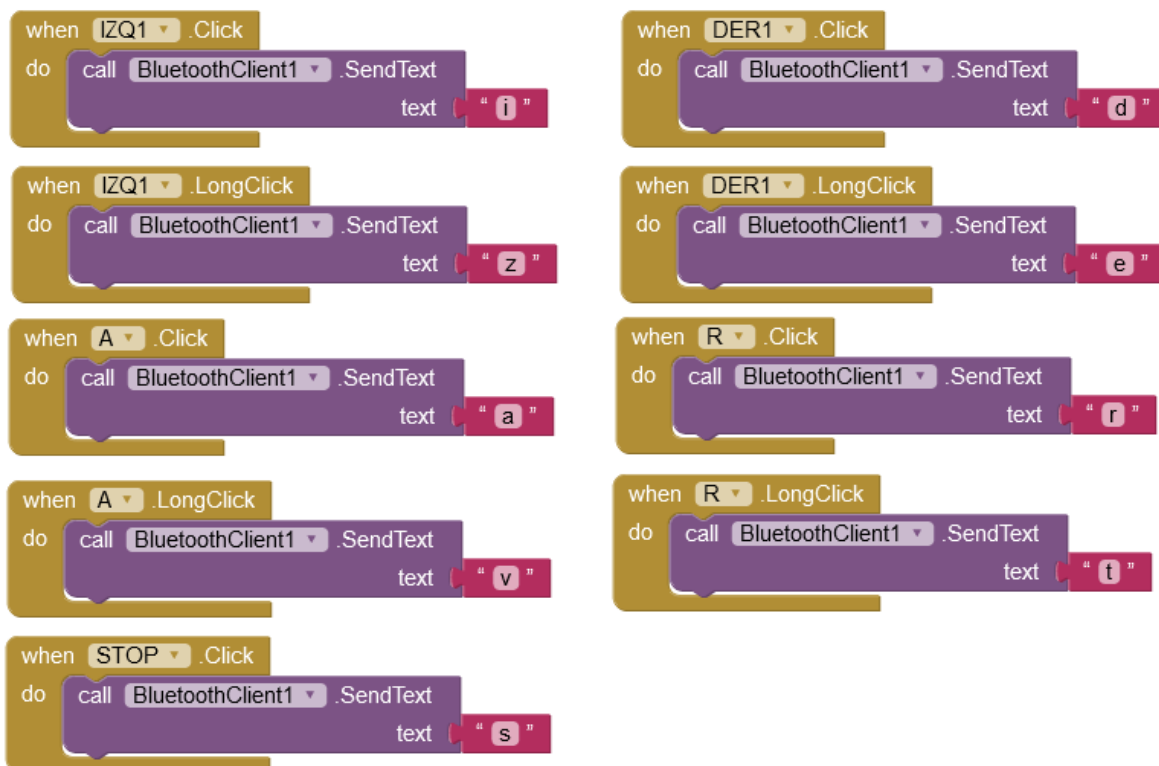 when IZQ1 .Click
do call BluetoothClient1 .SendText
text " i "
when DER1 .Click
do call BluetoothClient1 .SendText
text " d "
when IZQ1 .LongClick
do call BluetoothClient1 .SendText
text " z "
when DER1 .LongClick
do call BluetoothClient1 .SendText
text " e "
when A .Click
do call BluetoothClient1 .SendText
text " a "
when R .Click
do call BluetoothClient1 .SendText
text " r "
when A .LongClick
do call BluetoothClient1 .SendText
text " v "
when R .LongClick
do call BluetoothClient1 .SendText
text " t "
when STOP .Click
do call BluetoothClient1 .SendText
text " s "